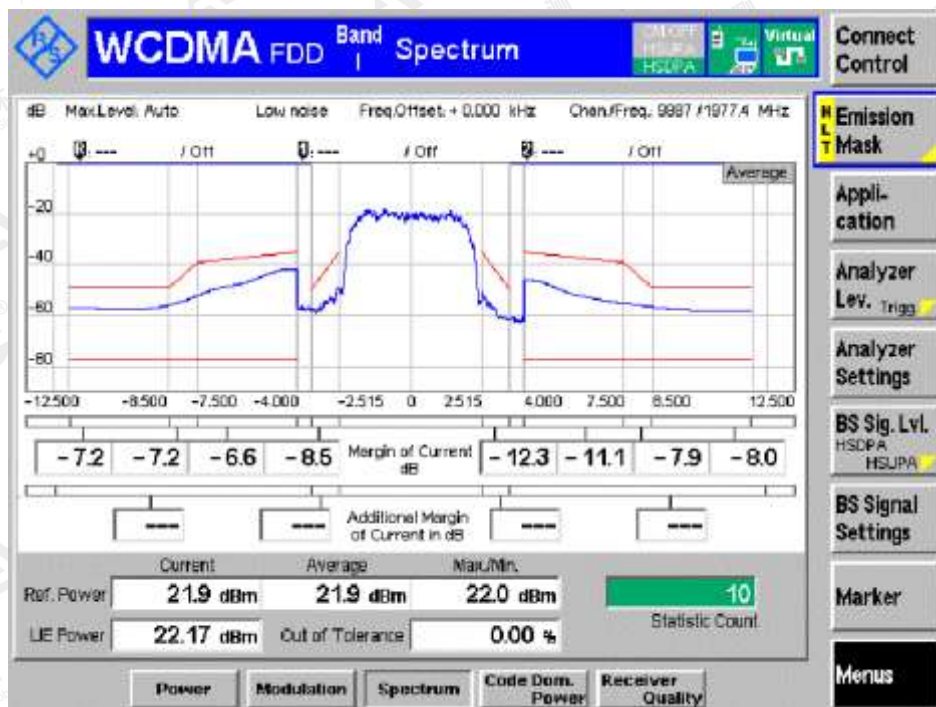 R S
WCDMA FDD Band I Spectrum
HSUPA
HSDPA
Virtual
Connect Control
dB Max.Level: Auto Low noise Freq.Offset: + 0.000 kHz Chan./Freq.: 9887 / 1977.4 MHz
Emission Mask
N L T
+0 --- / Off --- / Off 2: --- / Off
Average
-20
-40
-60
-80
Appli- cation
Analyzer Lev. Trigg.
Analyzer Settings
-12.500 -8.500 -7.500 -4.000 -2.515 0 2.515 4.000 7.500 8.500 12.500
BS Sig. Lvl. HSDPA HSUPA
-7.2 -7.2 -6.6 -8.5 Margin of Current dB -12.3 -11.1 -7.9 -8.0
BS Signal Settings
--- --- Additional Margin of Current in dB --- ---
Current Average Max./Min.
Ref. Power 21.9 dBm 21.9 dBm 22.0 dBm 10
Marker
Statistic Count
UE Power 22.17 dBm Out of Tolerance 0.00 %
Menus
Power Modulation Spectrum Code Dom. Power Receiver Quality